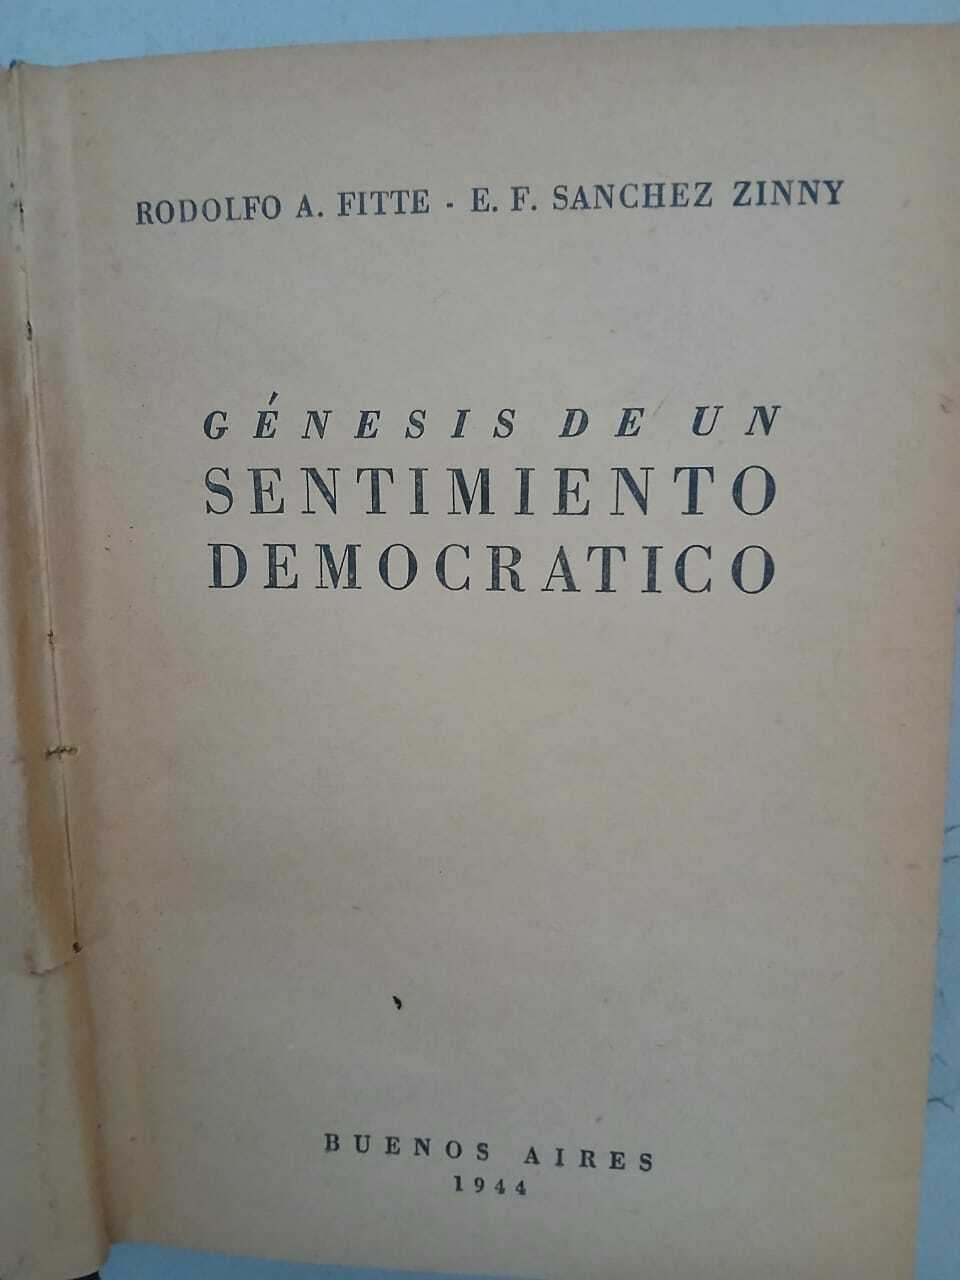 RODOLFO A. FITTE - E. F. SANCHEZ ZINNY
GÉNESIS DE UN
SENTIMIENTO
DEMOCRATICO
BUENOS AIRES
1944